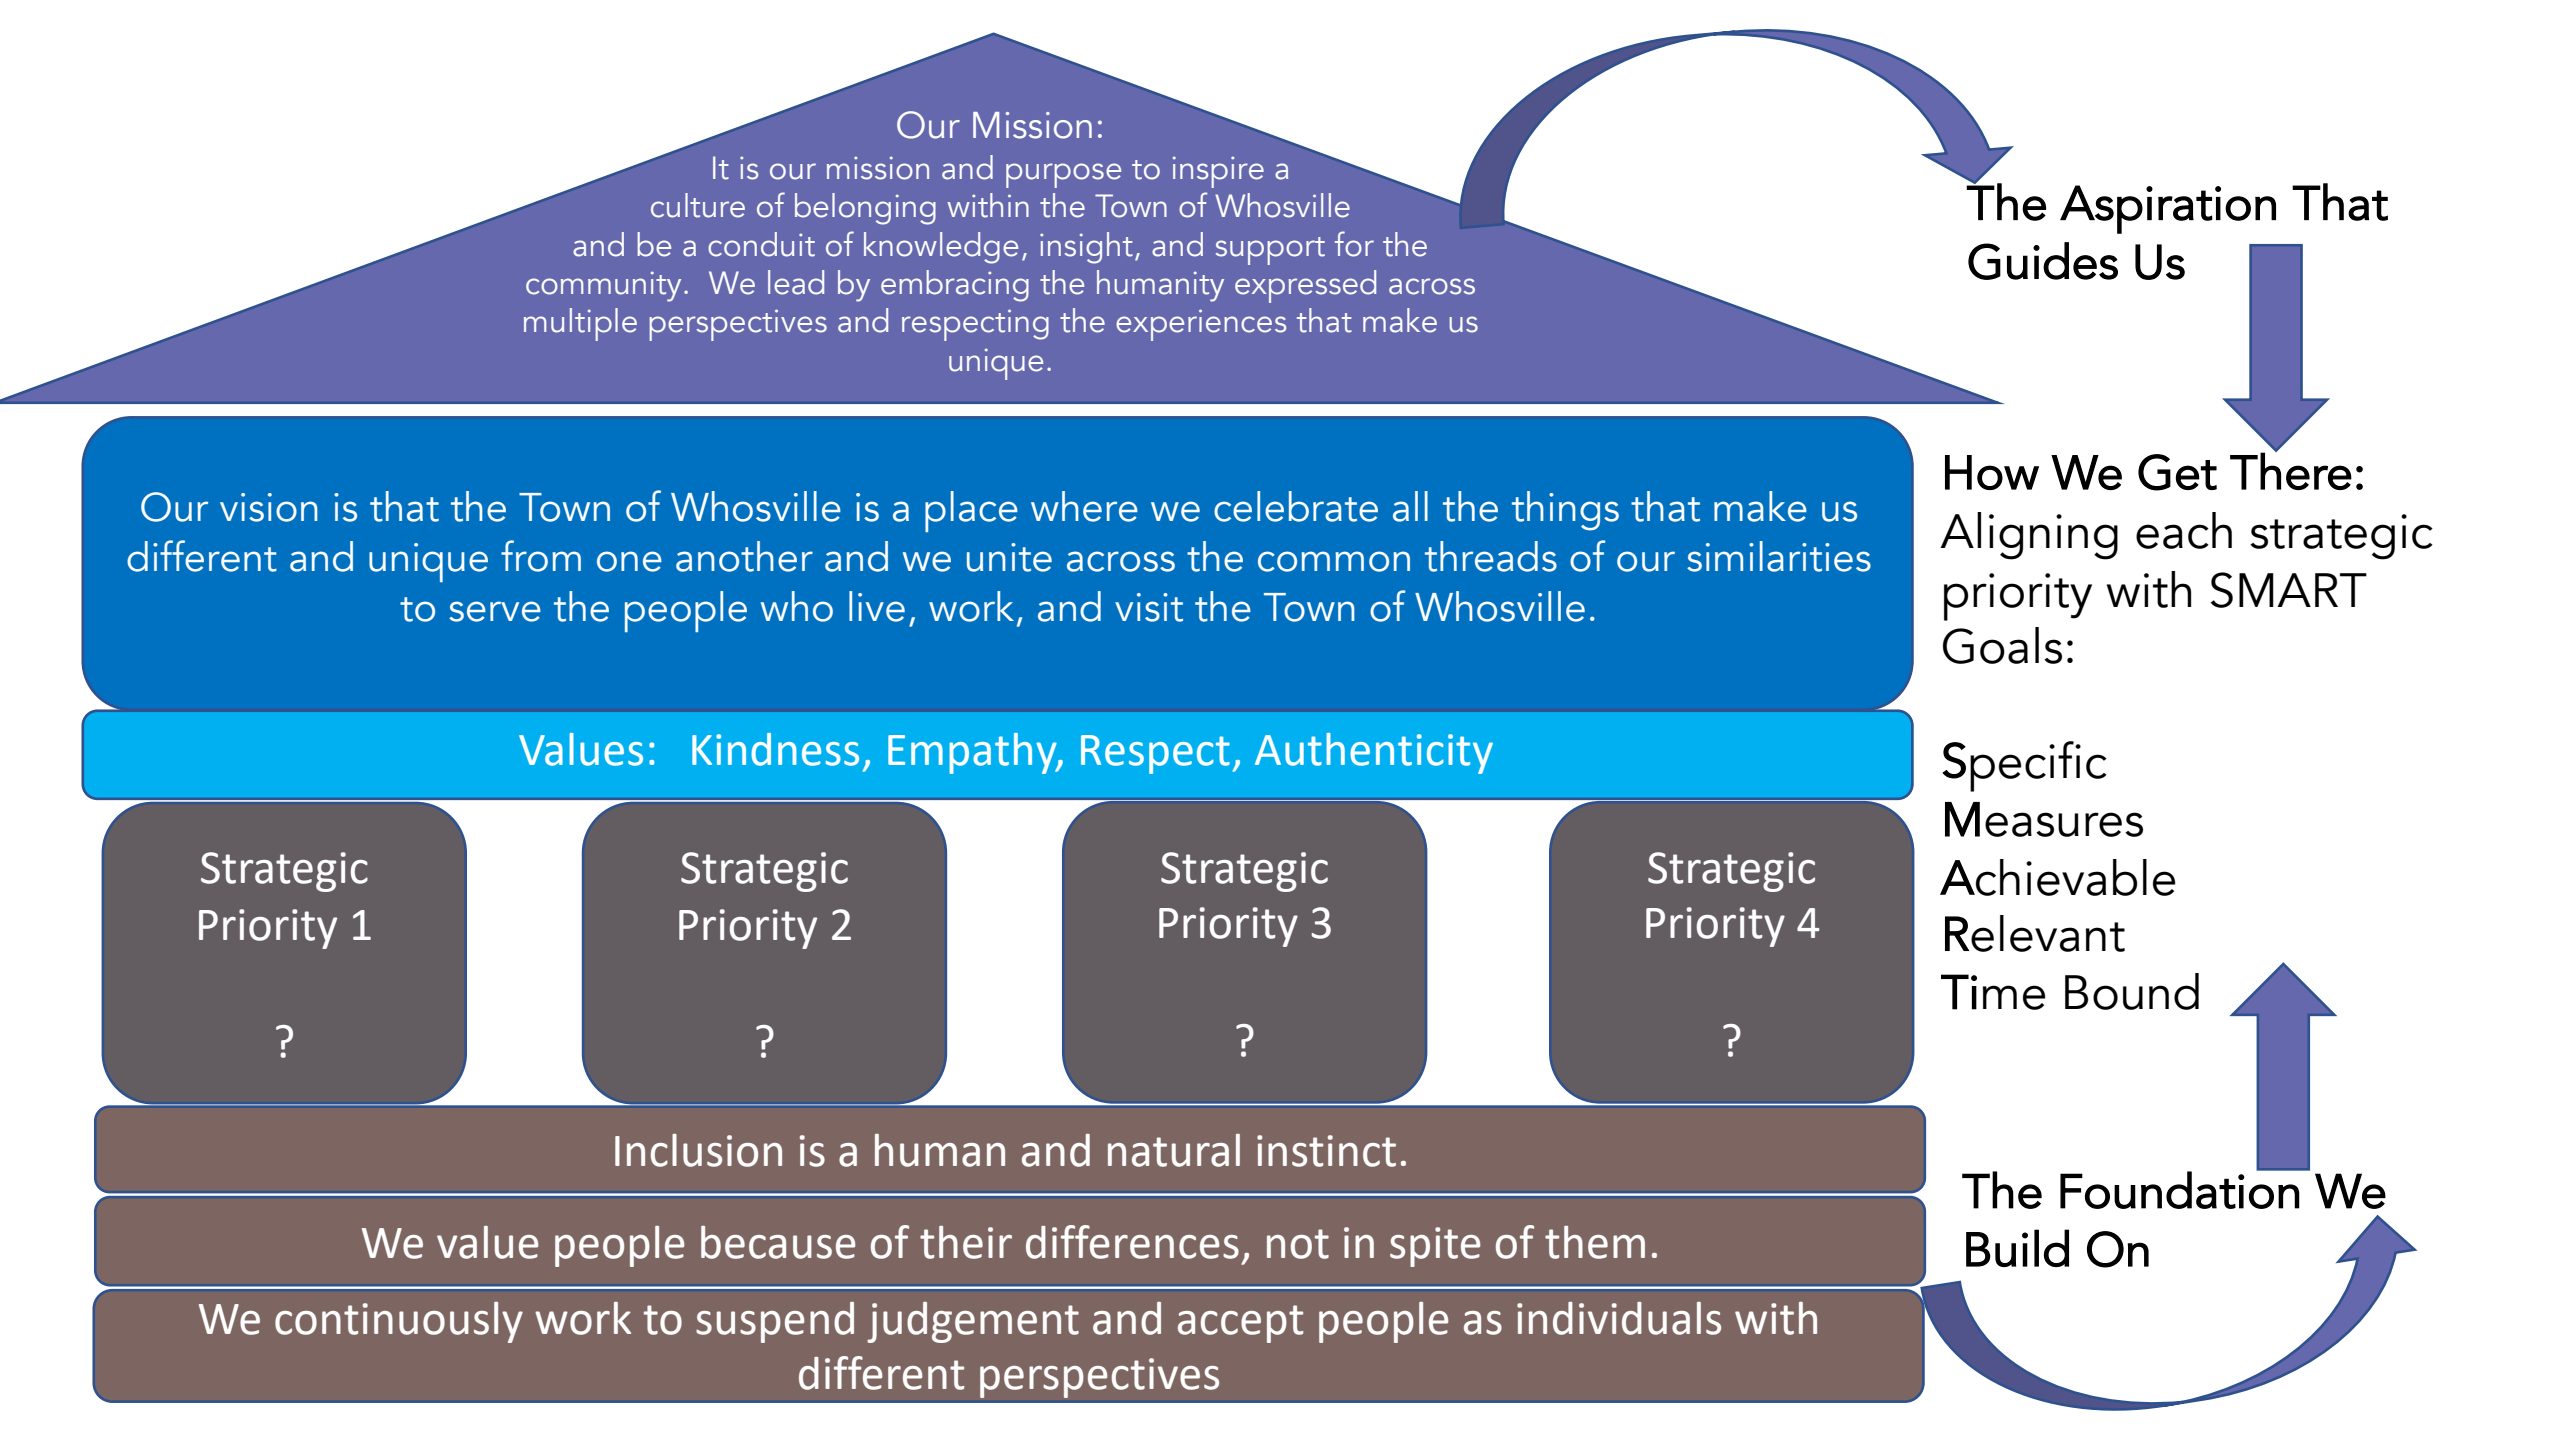 Our Mission:
It is our mission and purpose to inspire a
culture of belonging within the Town of Whosville
and be a conduit of knowledge, insight, and support for the
community.  We lead by embracing the humanity expressed across
multiple perspectives and respecting the experiences that make us
unique.
The Aspiration That
Guides Us
Our vision is that the Town of Whosville is a place where we celebrate all the things that make us
different and unique from one another and we unite across the common threads of our similarities
to serve the people who live, work, and visit the Town of Whosville.
How We Get There:
Aligning each strategic
priority with SMART
Goals:
Values:   Kindness, Empathy, Respect, Authenticity
Specific
Measures
Achievable
Relevant
Time Bound
Strategic
Priority 1
?
Strategic
Priority 2
?
Strategic
Priority 3
?
Strategic
Priority 4
?
Inclusion is a human and natural instinct.
We value people because of their differences, not in spite of them.
We continuously work to suspend judgement and accept people as individuals with
different perspectives
The Foundation We
Build On